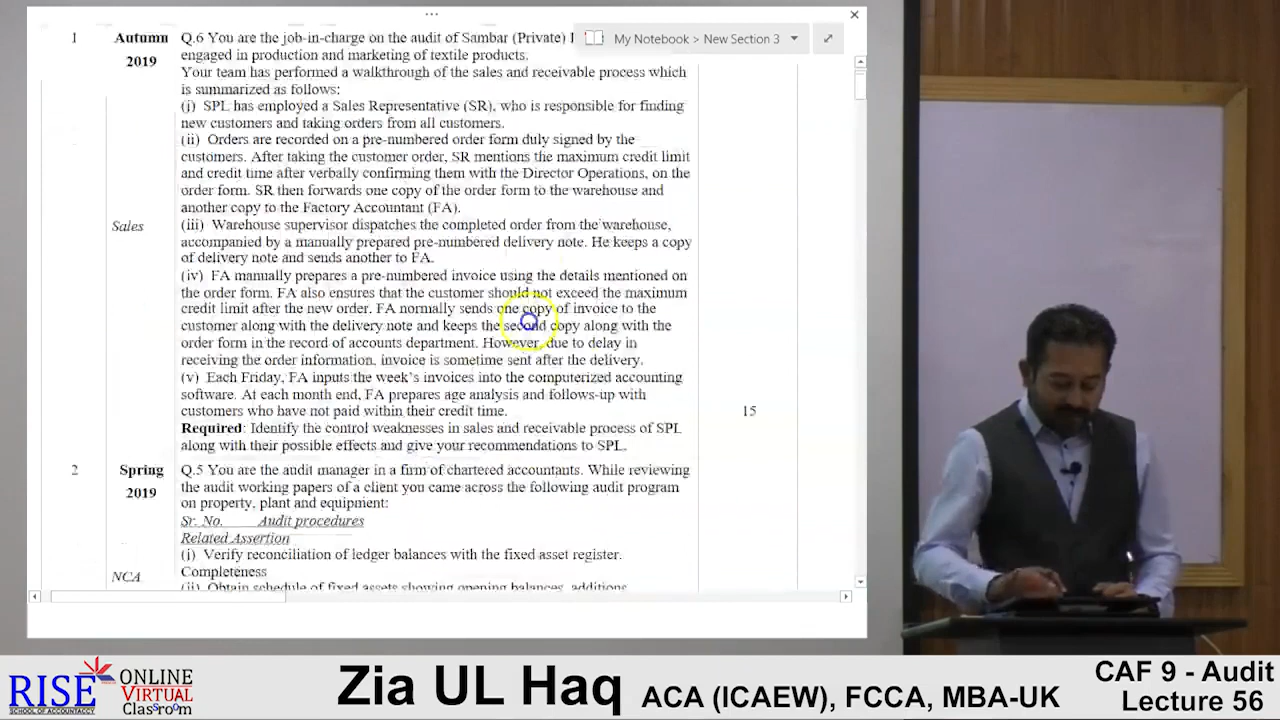 ...
1 Autumn Q.6 You are the job-in-charge on the audit of Sambar (Private)
My Notebook > New Section 3
2019 engaged in production and marketing of textile products.
Your team has performed a walkthrough of the sales and receivable process which
is summarized as follows:
(i) SPL has employed a Sales Representative (SR), who is responsible for finding
new customers and taking orders from all customers.
(ii) Orders are recorded on a pre-numbered order form duly signed by the
customers. After taking the customer order, SR mentions the maximum credit limit
and credit time after verbally confirming them with the Director Operations, on the
order form. SR then forwards one copy of the order form to the warehouse and
another copy to the Factory Accountant (FA).
Sales (iii) Warehouse supervisor dispatches the completed order from the warehouse,
accompanied by a manually prepared pre-numbered delivery note. He keeps a copy
of delivery note and sends another to FA.
(iv) FA manually prepares a pre-numbered invoice using the details mentioned on
the order form. FA also ensures that the customer should not exceed the maximum
credit limit after the new order. FA normally sends one copy of invoice to the
customer along with the delivery note and keeps the second copy along with the
order form in the record of accounts department. However, due to delay in
receiving the order information, invoice is sometime sent after the delivery.
(v) Each Friday, FA inputs the week's invoices into the computerized accounting
software. At each month end, FA prepares age analysis and follows-up with
customers who have not paid within their credit time. 15
Required: Identify the control weaknesses in sales and receivable process of SPL
along with their possible effects and give your recommendations to SPL.
2 Spring Q.5 You are the audit manager in a firm of chartered accountants. While reviewing
2019 the audit working papers of a client you came across the following audit program
on property, plant and equipment:
Sr. No. Audit procedures
Related Assertion
(i) Verify reconciliation of ledger balances with the fixed asset register.
NCA Completeness
(ii) Obtain schedule of fixed assets showing opening balances, additions
RISE
SCHOOL OF ACCOUNTANCY
ONLINE
VIRTUAL
Classroom
Zia UL Haq ACA (ICAEW), FCCA, MBA-UK
CAF 9 - Audit
Lecture 56